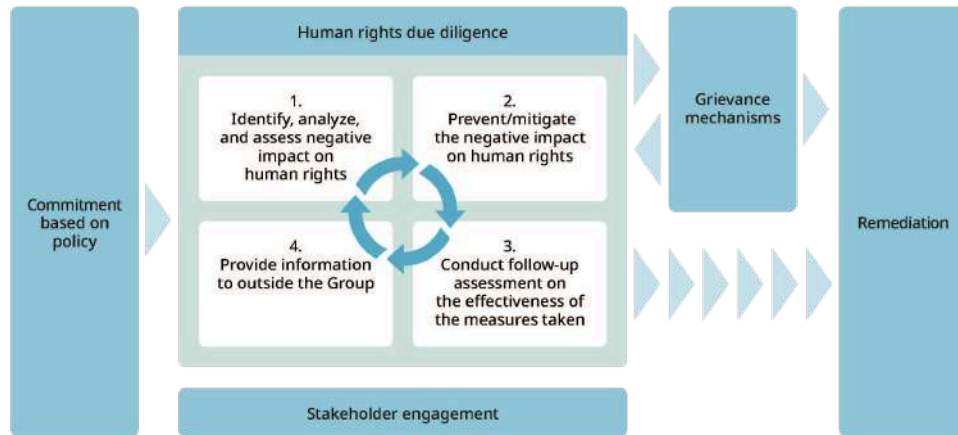 Commitment
based on
policy
Human rights due diligence
1.
Identify, analyze,
and assess negative
impact on
human rights
2.
Prevent/mitigate
the negative impact
on human rights
4.
Provide information
to outside the Group
3.
Conduct follow-up
assessment on
the effectiveness of
the measures taken
Stakeholder engagement
Grievance
mechanisms
Remediation